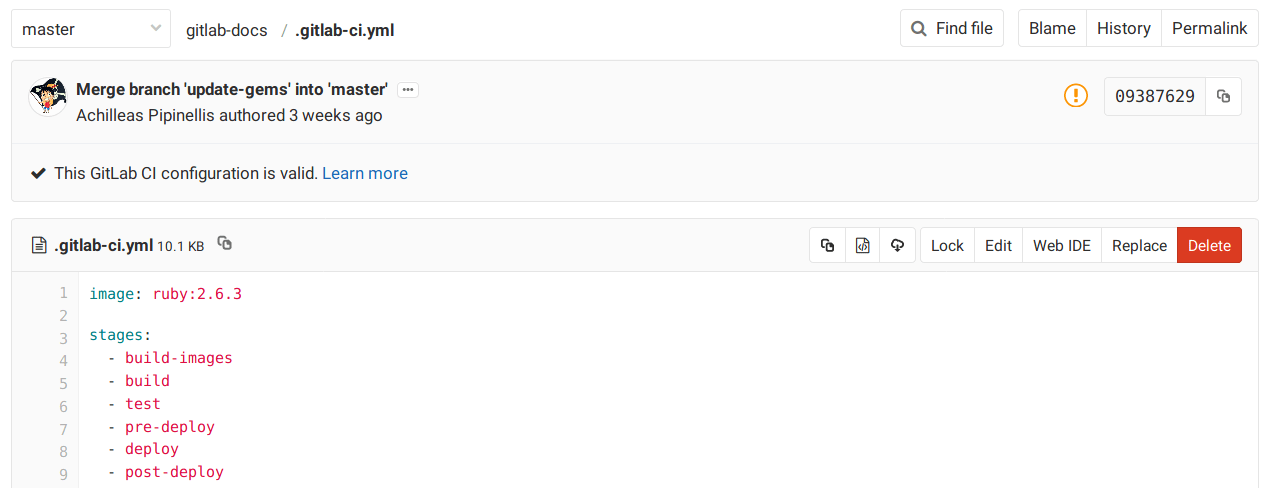 master
gitlab-docs / .gitlab-ci.yml
Find file
Blame History Permalink
Merge branch 'update-gems' into 'master'
09387629
Achilleas Pipinellis authored 3 weeks ago
This GitLab CI configuration is valid. Learn more
.gitlab-ci.yml 10.1 KB
Lock Edit Web IDE Replace Delete
1 image: ruby:2.6.3
2
3 stages:
4 - build-images
5 - build
6 - test
7 - pre-deploy
8 - deploy
9 - post-deploy